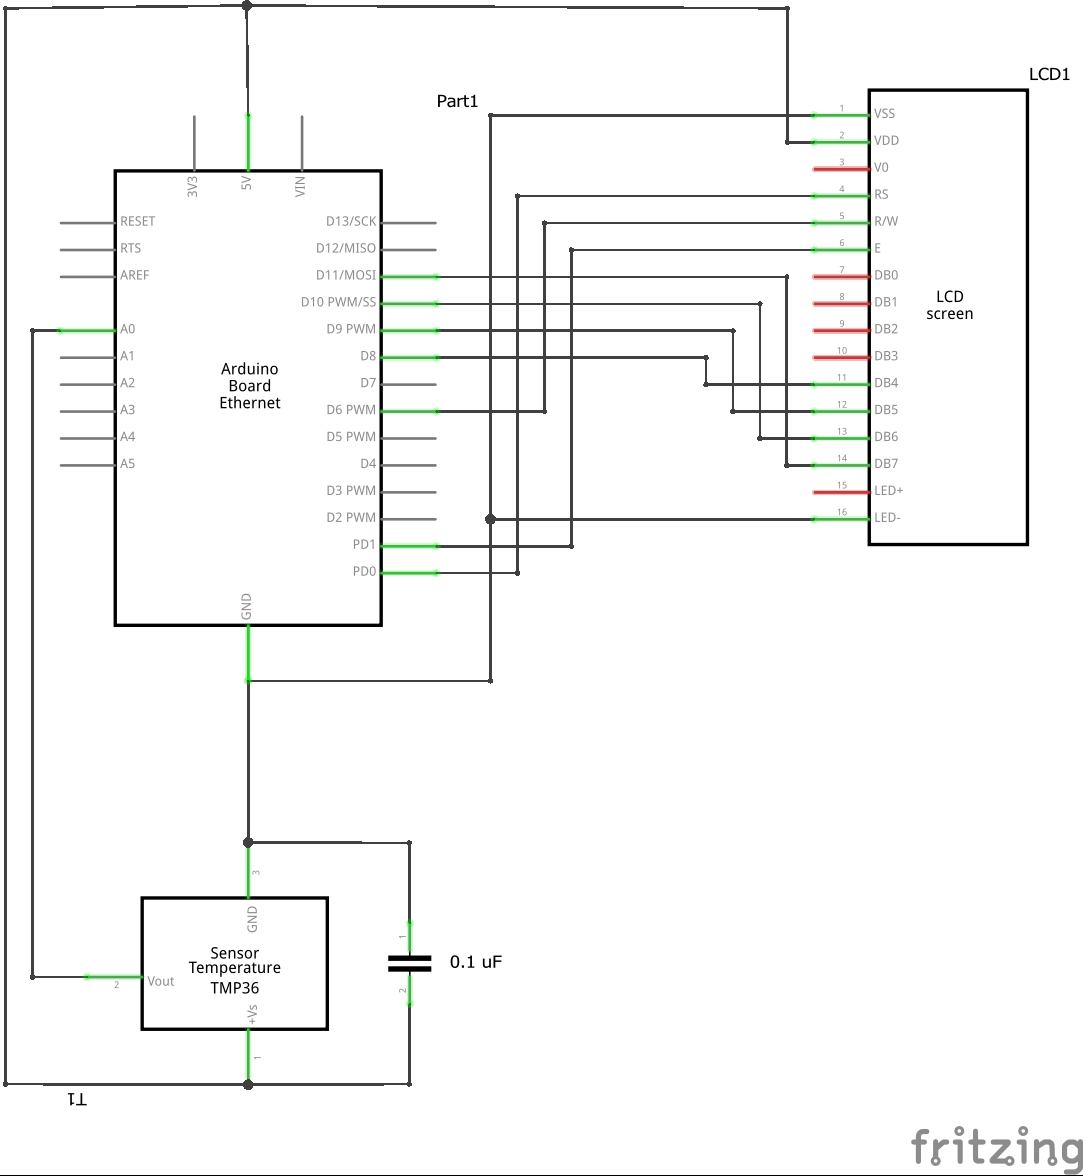 LCD1
Part1
3V3
5V
VIN
RESET
RTS
AREF
A0
A1
A2
A3
A4
A5
Arduino
Board
Ethernet
D13/SCK
D12/MISO
D11/MOSI
D10 PWM/SS
D9 PWM
D8
D7
D6 PWM
D5 PWM
D4
D3 PWM
D2 PWM
PD1
PD0
GND
1 VSS
2 VDD
3 V0
4 RS
5 R/W
6 E
7 DB0
8 DB1
9 DB2
10 DB3
11 DB4
12 DB5
13 DB6
14 DB7
15 LED+
16 LED-
LCD
screen
3
GND
Sensor
Temperature
TMP36
2 Vout
+Vs
1
1
2
0.1 uF
T1
fritzing